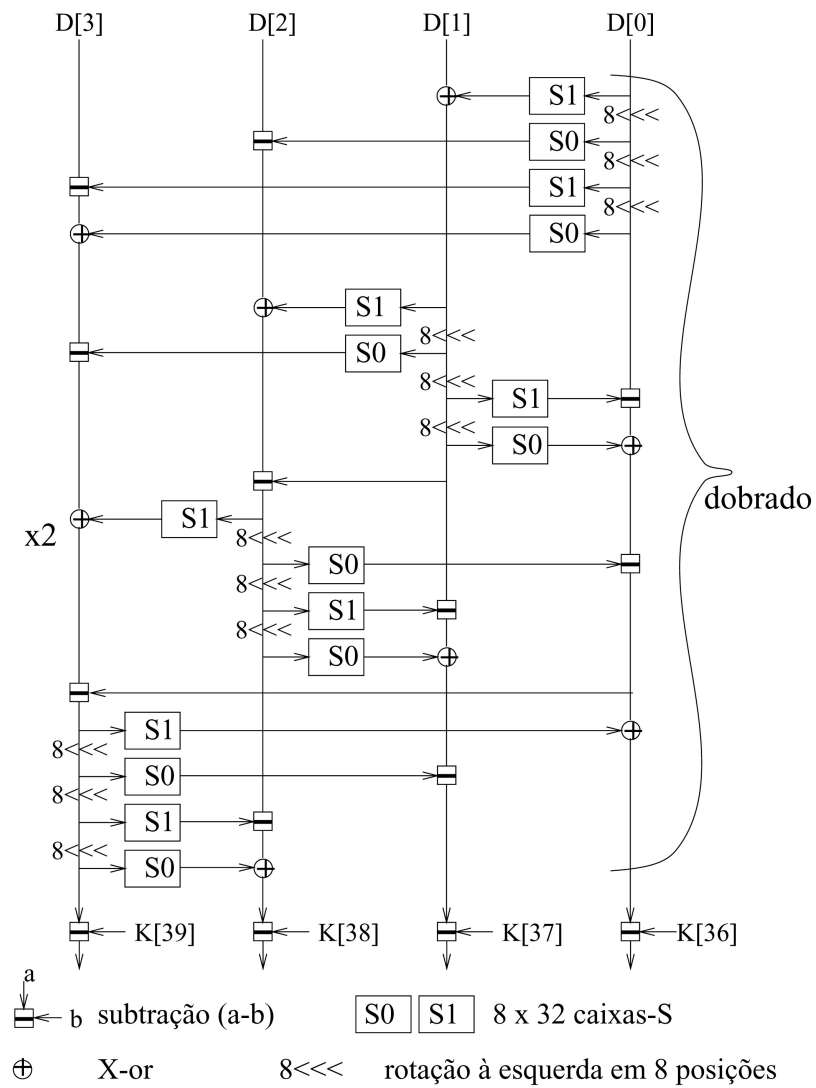 D[3] D[2] D[1] D[0]
S1
8<<<
S0
8<<<
S1
8<<<
S0
S1
8<<<
S0
8<<<
S1
8<<<
S0
dobrado
x2
S1
8<<<
S0
8<<<
S1
8<<<
S0
S1
8<<<
S0
8<<<
S1
8<<<
S0
K[39] K[38] K[37] K[36]
a
b subtração (a-b) S0 S1 8 x 32 caixas-S
X-or 8<<< rotação à esquerda em 8 posições